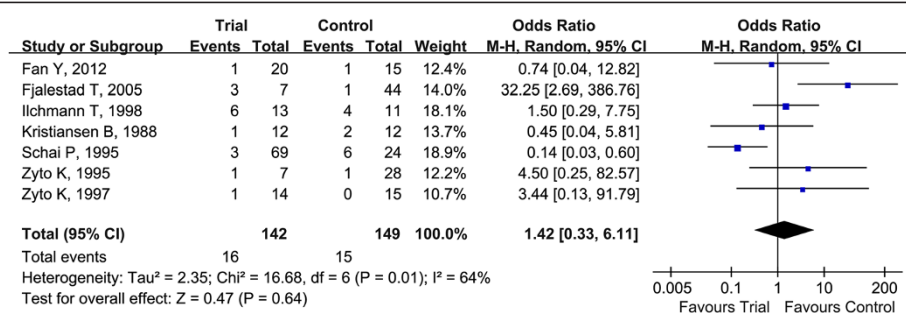 Trial Control Odds Ratio Odds Ratio
Study or Subgroup Events Total Events Total Weight M-H, Random, 95% CI M-H, Random, 95% CI
Fan Y, 2012 1 20 1 15 12.4% 0.74 [0.04, 12.82]
Fjalestad T, 2005 3 7 1 44 14.0% 32.25 [2.69, 386.76]
Ilchmann T, 1998 6 13 4 11 18.1% 1.50 [0.29, 7.75]
Kristiansen B, 1988 1 12 2 12 13.7% 0.45 [0.04, 5.81]
Schai P, 1995 3 69 6 24 18.9% 0.14 [0.03, 0.60]
Zyto K, 1995 1 7 1 28 12.2% 4.50 [0.25, 82.57]
Zyto K, 1997 1 14 0 15 10.7% 3.44 [0.13, 91.79]
Total (95% CI) 142 149 100.0% 1.42 [0.33, 6.11]
Total events 16 15
Heterogeneity: Tau² = 2.35; Chi² = 16.68, df = 6 (P = 0.01); I² = 64%
Test for overall effect: Z = 0.47 (P = 0.64)
0.005 0.1 1 10 200
Favours Trial Favours Control